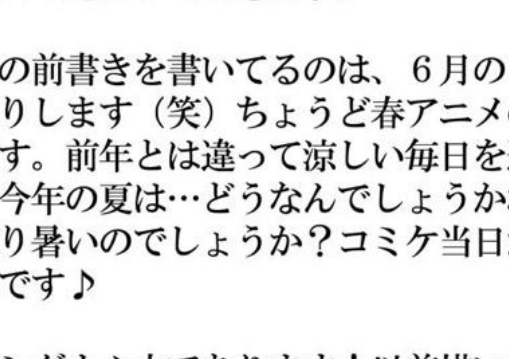 の前書きを書いてるのは、６月の
りします（笑）ちょうど春アニメ
す。前年とは違って涼しい毎日を
今年の夏は…どうなんでしょうか
り暑いのでしょうか？コミケ当日
です♪